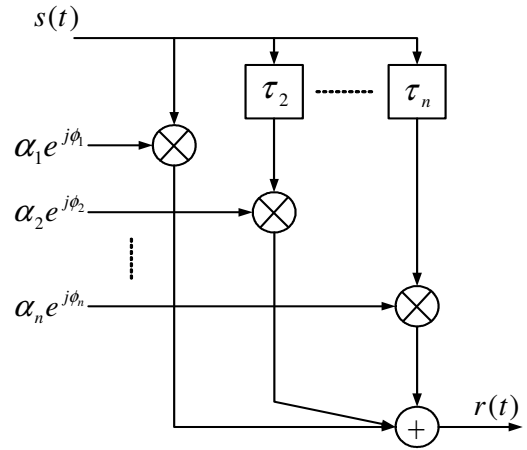 s(t)
τ₂
τₙ
α₁e^{jϕ₁}
α₂e^{jϕ₂}
αₙe^{jϕₙ}
+
r(t)